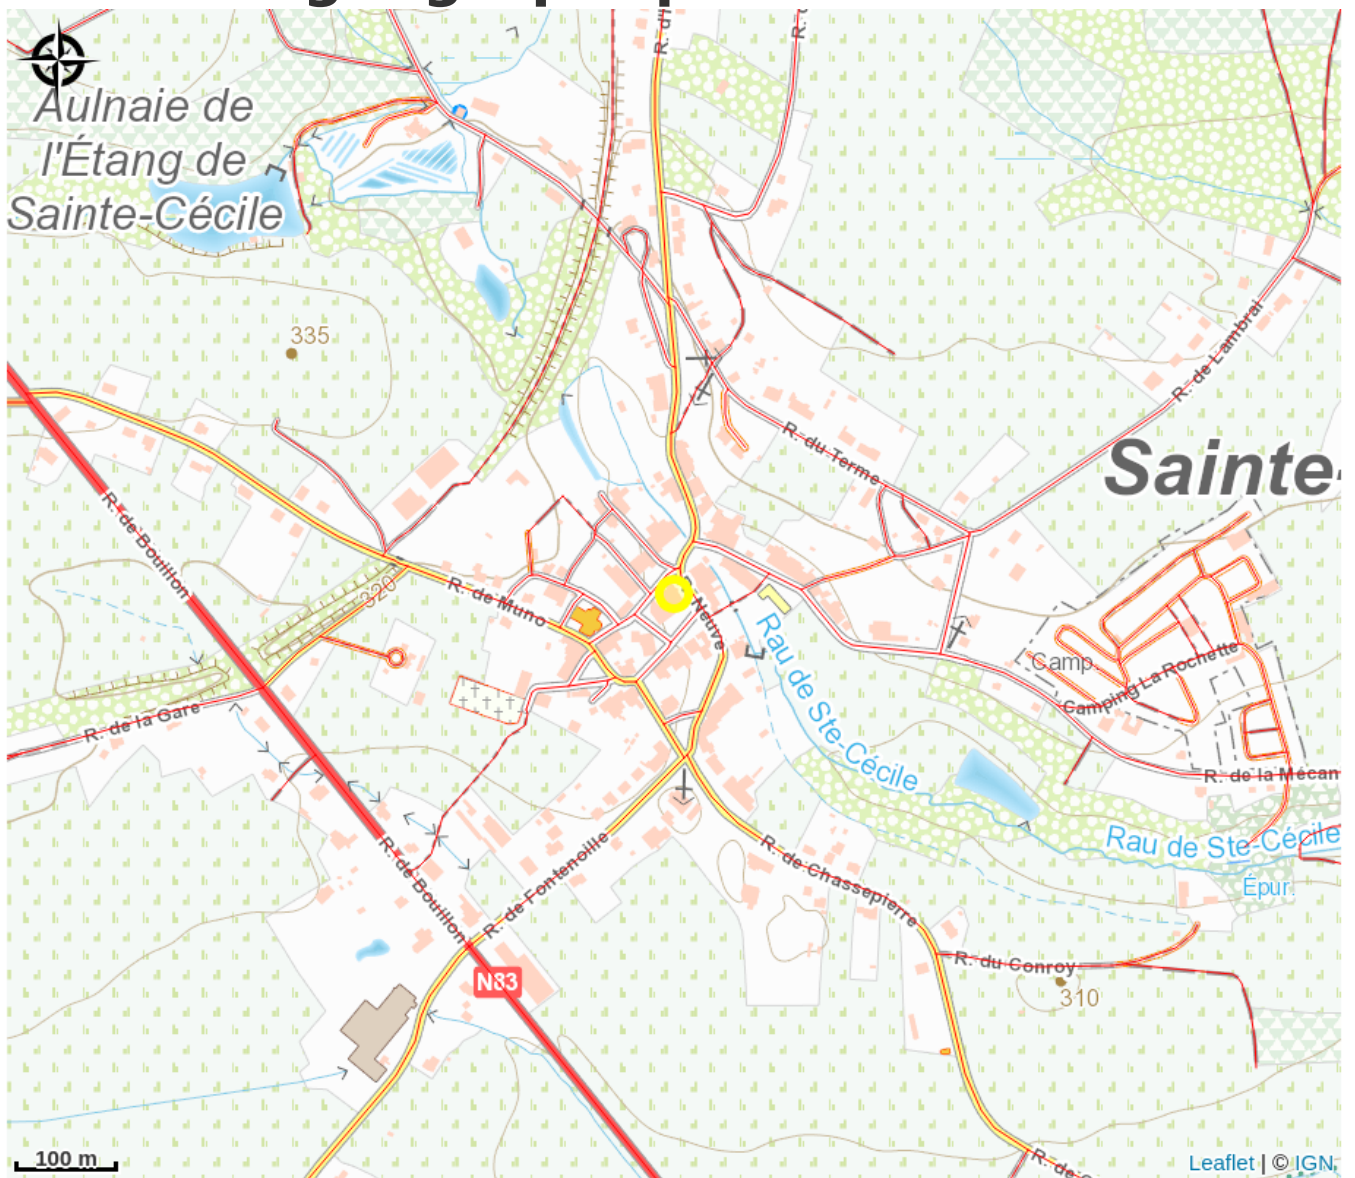 R. d'
R. d
Aulnaie de
l'Étang de
Sainte-Cécile
335
R. de Lambrai
R. du Terme
Sainte-
R. de Bouillon
320
R. de Muno
Neuve
Rau de Ste-Cécile
Camp.
Camping La Rochette
R. de la Gare
R. de la Mécan
Rau de Ste-Cécile
Épur.
R. de Chassepierre
R. de Bouillon
R. de Fontenoille
R. du Conroy
N83
310
100 m
R. de
Leaflet | © IGN